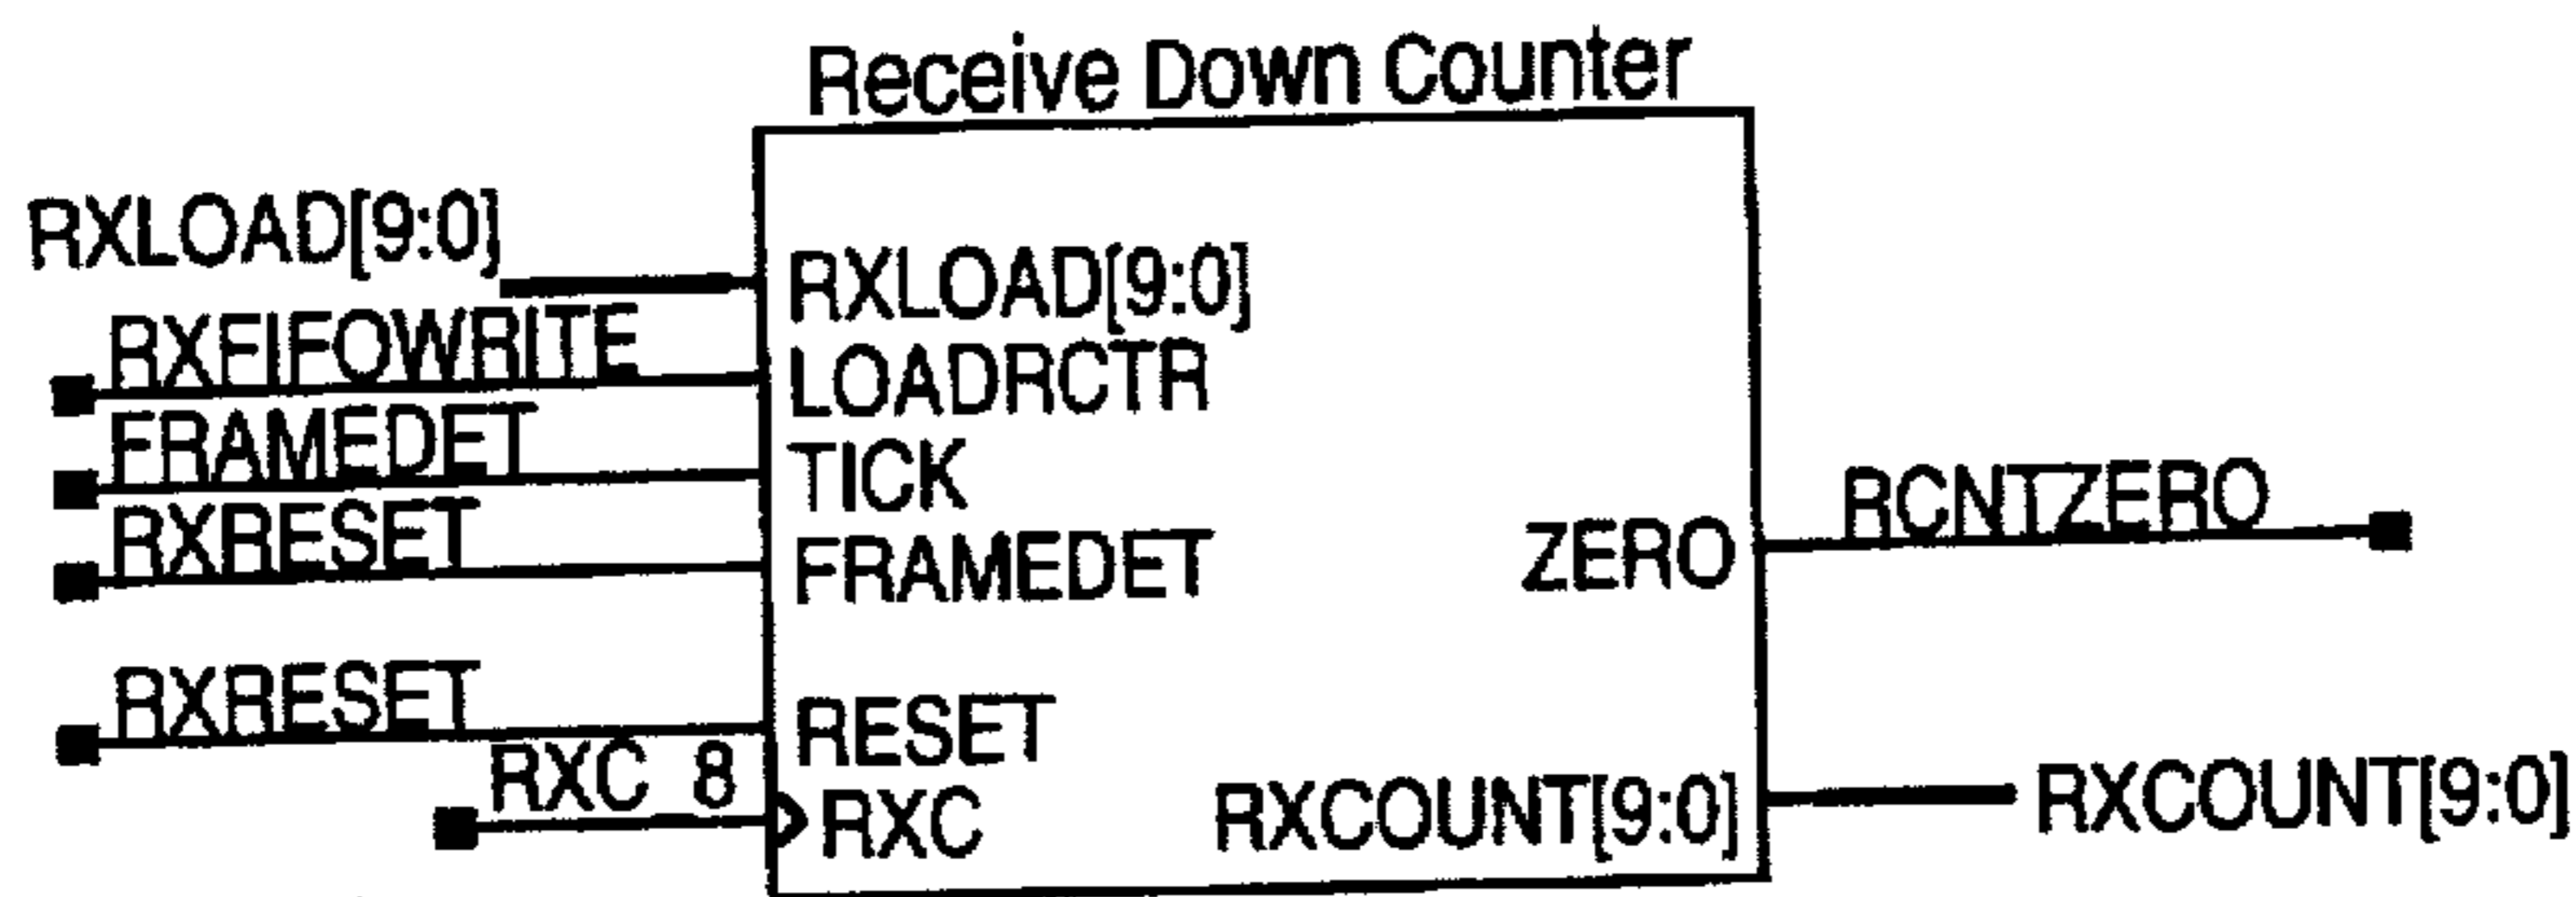 Receive Down Counter
RXLOAD[9:0]
RXLOAD[9:0]
RXFIFOWRITE
LOADRCTR
FRAMEDET
TICK
RXRESET
FRAMEDET
ZERO
RCNTZERO
RXRESET
RESET
RXC 8
RXC
RXCOUNT[9:0]
RXCOUNT[9:0]